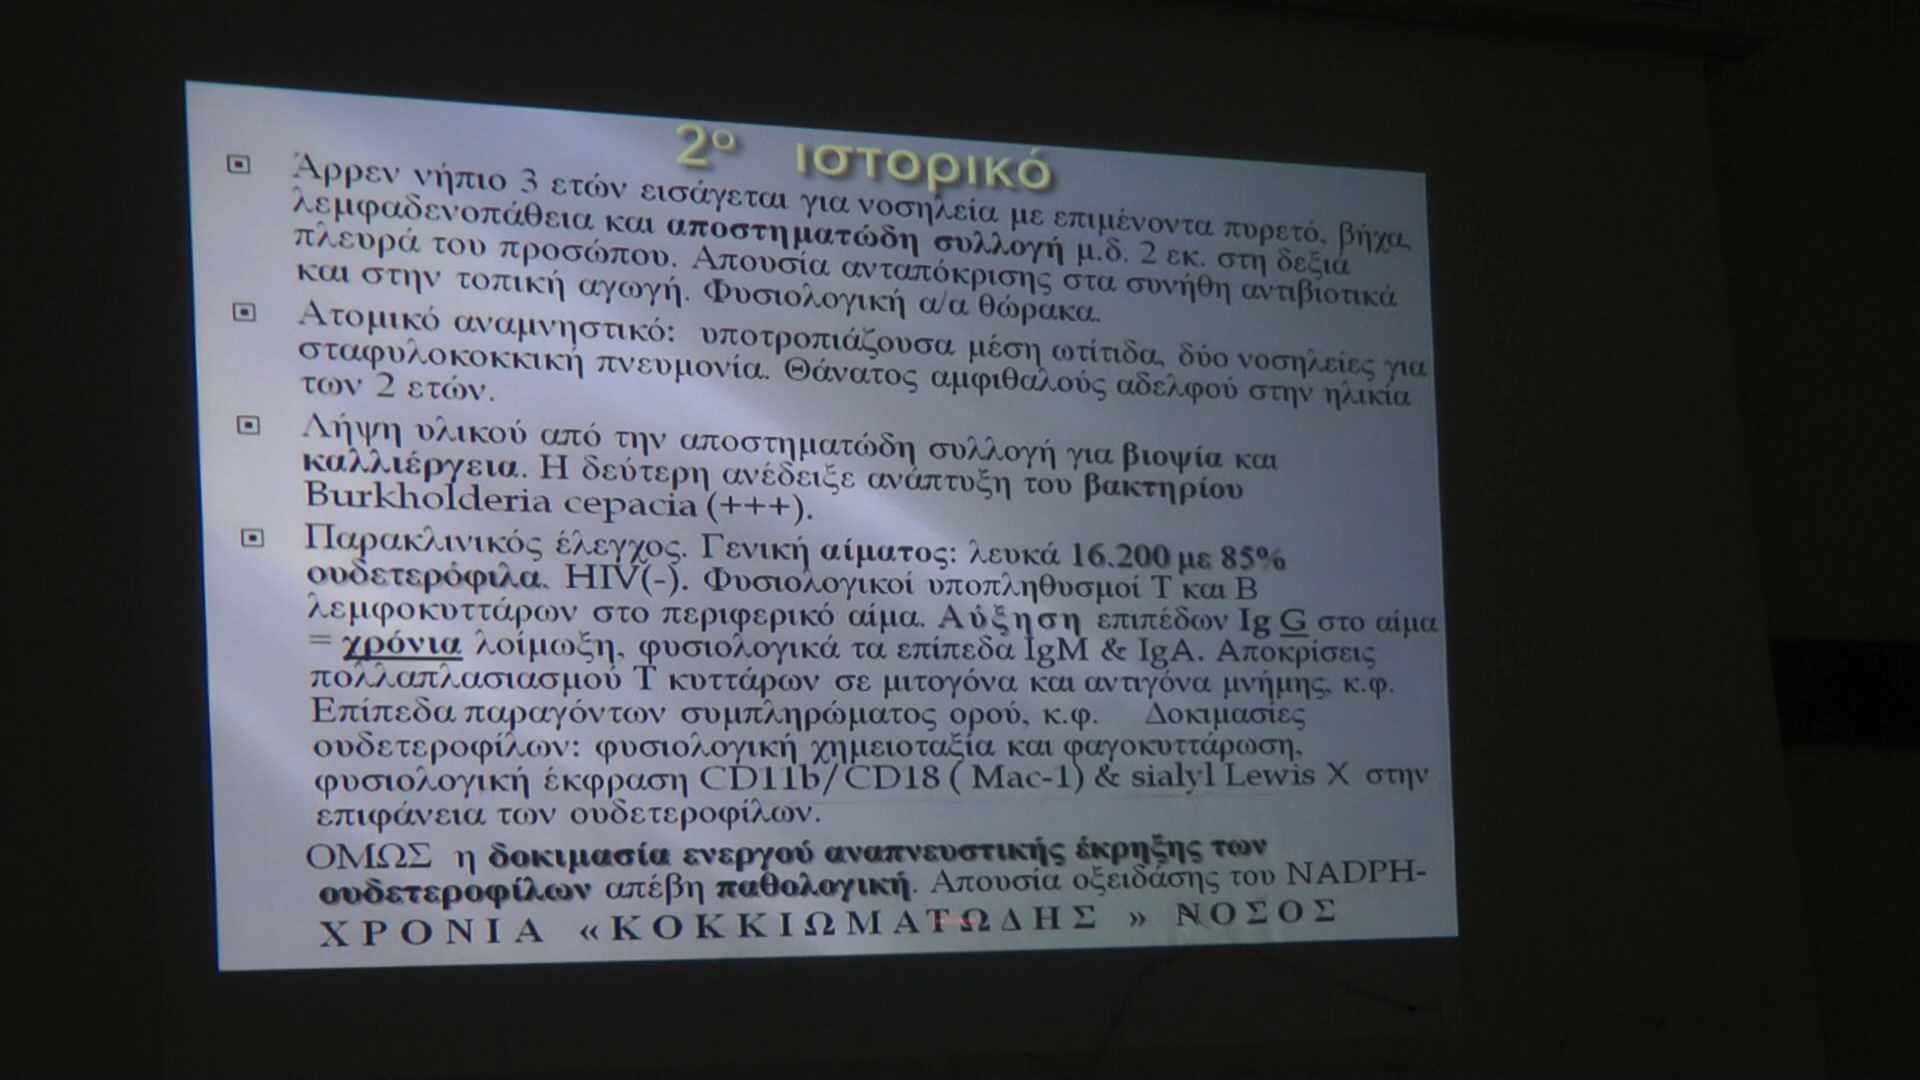 2ο ιστορικό
Άρρεν νήπιο 3 ετών εισάγεται για νοσηλεία με επιμένοντα πυρετό, βήχα,
λεμφαδενοπάθεια και αποστηματώδη συλλογή μ.δ. 2 εκ. στη δεξιά
πλευρά του προσώπου. Απουσία ανταπόκρισης στα συνήθη αντιβιοτικά
και στην τοπική αγωγή. Φυσιολογική α/α θώρακα.
Ατομικό αναμνηστικό: υποτροπιάζουσα μέση ωτίτιδα, δύο νοσηλείες για
σταφυλοκοκκική πνευμονία. Θάνατος αμφιθαλούς αδελφού στην ηλικία
των 2 ετών.
Λήψη υλικού από την αποστηματώδη συλλογή για βιοψία και
καλλιέργεια. Η δεύτερη ανέδειξε ανάπτυξη του βακτηρίου
Burkholderia cepacia (+++).
Παρακλινικός έλεγχος. Γενική αίματος: λευκά 16.200 με 85%
ουδετερόφιλα. HIV(-). Φυσιολογικοί υποπληθυσμοί Τ και Β
λεμφοκυττάρων στο περιφερικό αίμα. Αύξηση επιπέδων Ig G στο αίμα
= χρόνια λοίμωξη, φυσιολογικά τα επίπεδα IgM & IgA. Αποκρίσεις
πολλαπλασιασμού Τ κυττάρων σε μιτογόνα και αντιγόνα μνήμης, κ.φ.
Επίπεδα παραγόντων συμπληρώματος ορού, κ.φ. Δοκιμασίες
ουδετεροφίλων: φυσιολογική χημειοταξία και φαγοκυττάρωση,
φυσιολογική έκφραση CD11b/CD18 ( Mac-1) & sialyl Lewis X στην
επιφάνεια των ουδετεροφίλων.
ΟΜΩΣ η δοκιμασία ενεργού αναπνευστικής έκρηξης των
ουδετεροφίλων απέβη παθολογική. Απουσία οξειδάσης του NADPH-
ΧΡΟΝΙΑ «ΚΟΚΚΙΩΜΑΤΩΔΗΣ » ΝΟΣΟΣ